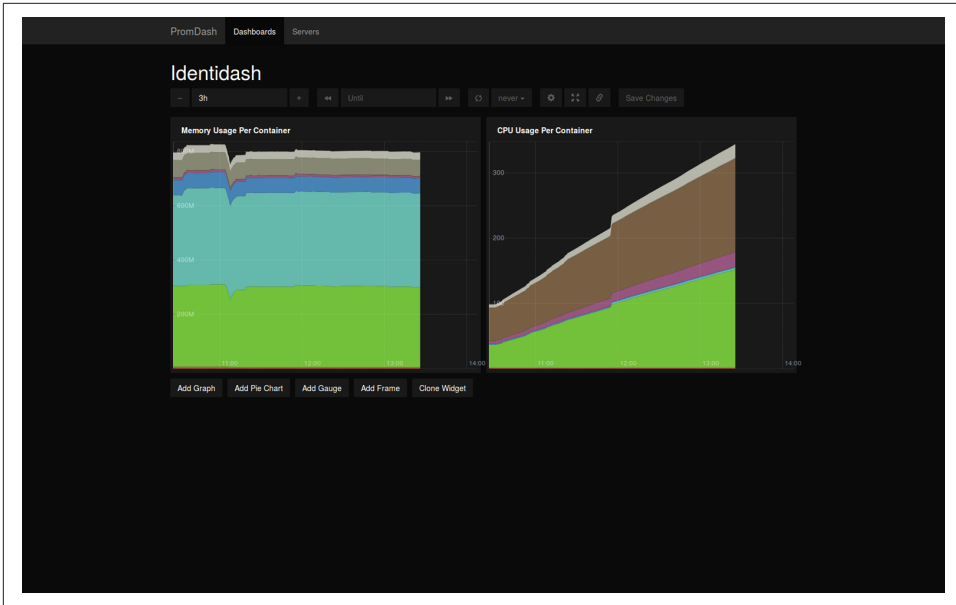 PromDash Dashboards Servers
Identidash
3h Until never Save Changes
Memory Usage Per Container
800M
600M
400M
200M
11:00 12:00 13:00 14:00
CPU Usage Per Container
300
200
100
11:00 12:00 13:00 14:00
Add Graph Add Pie Chart Add Gauge Add Frame Clone Widget